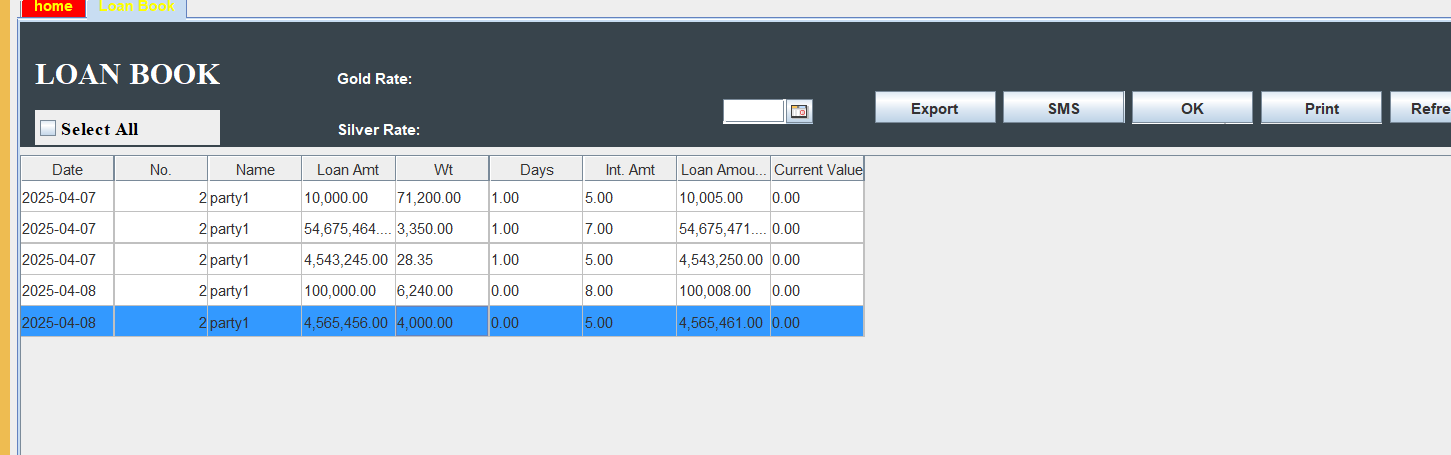 home Loan Book
LOAN BOOK
Gold Rate:
Select All
Silver Rate:
Export SMS OK Print Refre
Date No. Name Loan Amt Wt Days Int. Amt Loan Amou... Current Value
2025-04-07 2 party1 10,000.00 71,200.00 1.00 5.00 10,005.00 0.00
2025-04-07 2 party1 54,675,464.... 3,350.00 1.00 7.00 54,675,471.... 0.00
2025-04-07 2 party1 4,543,245.00 28.35 1.00 5.00 4,543,250.00 0.00
2025-04-08 2 party1 100,000.00 6,240.00 0.00 8.00 100,008.00 0.00
2025-04-08 2 party1 4,565,456.00 4,000.00 0.00 5.00 4,565,461.00 0.00